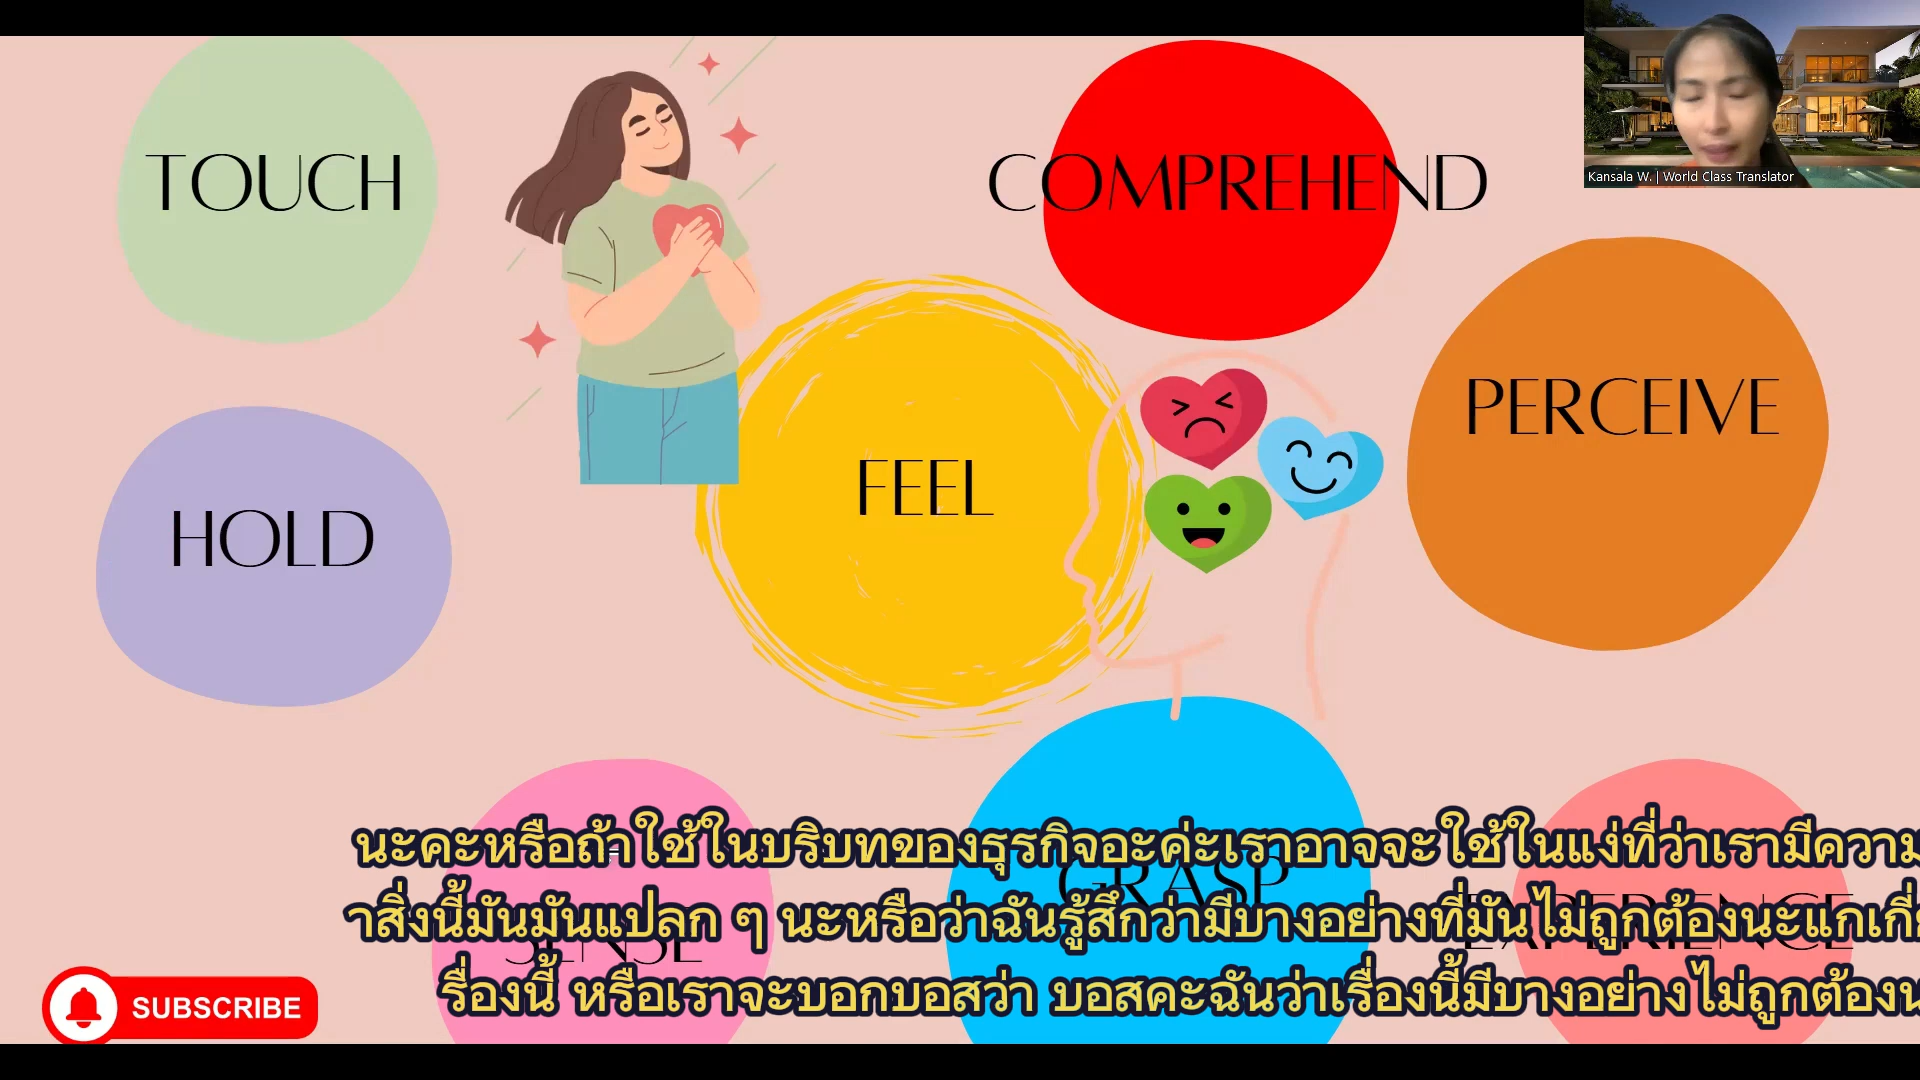 TOUCH
COMPREHEND
Kansala W. | World Class Translator
PERCEIVE
FEEL
HOLD
GRASP
EXPERIENCE
SENSE
นะคะหรือถ้าใช้ในบริบทของธุรกิจอะค่ะเราอาจจะใช้ในแง่ที่ว่าเรามีความ
าสิ่งนี้มันมันแปลก ๆ นะหรือว่าฉันรู้สึกว่ามีบางอย่างที่มันไม่ถูกต้องนะแกเกี่
รื่องนี้ หรือเราจะบอกบอสว่า บอสคะฉันว่าเรื่องนี้มีบางอย่างไม่ถูกต้องน
SUBSCRIBE